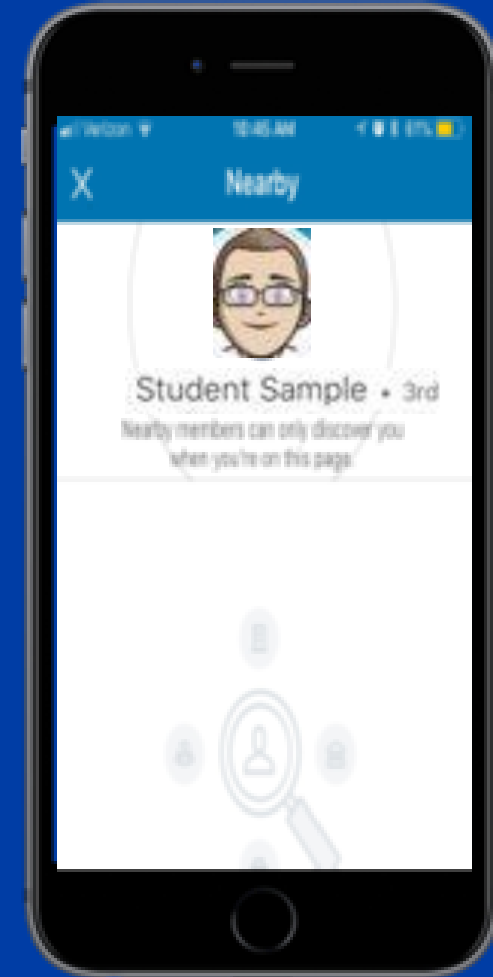 Verizon 10:45 AM 61%
X Nearby
Student Sample • 3rd
Nearby members can only discover you
when you're on this page.